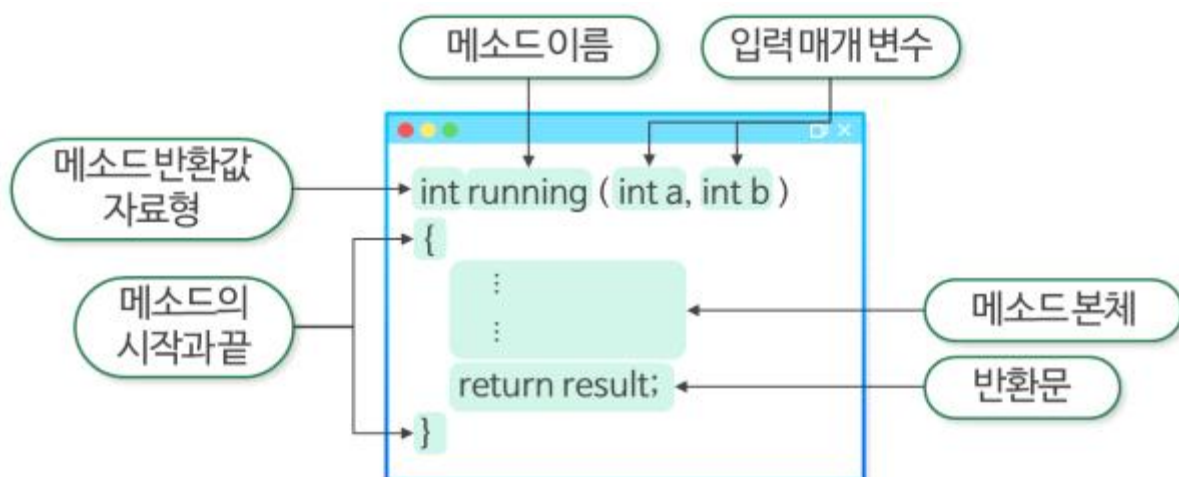 메소드 이름
입력 매개 변수
메소드 반환값
자료형
int running ( int a, int b )
{
메소드의
시작과 끝
⋮
⋮
메소드 본체
return result;
반환문
}